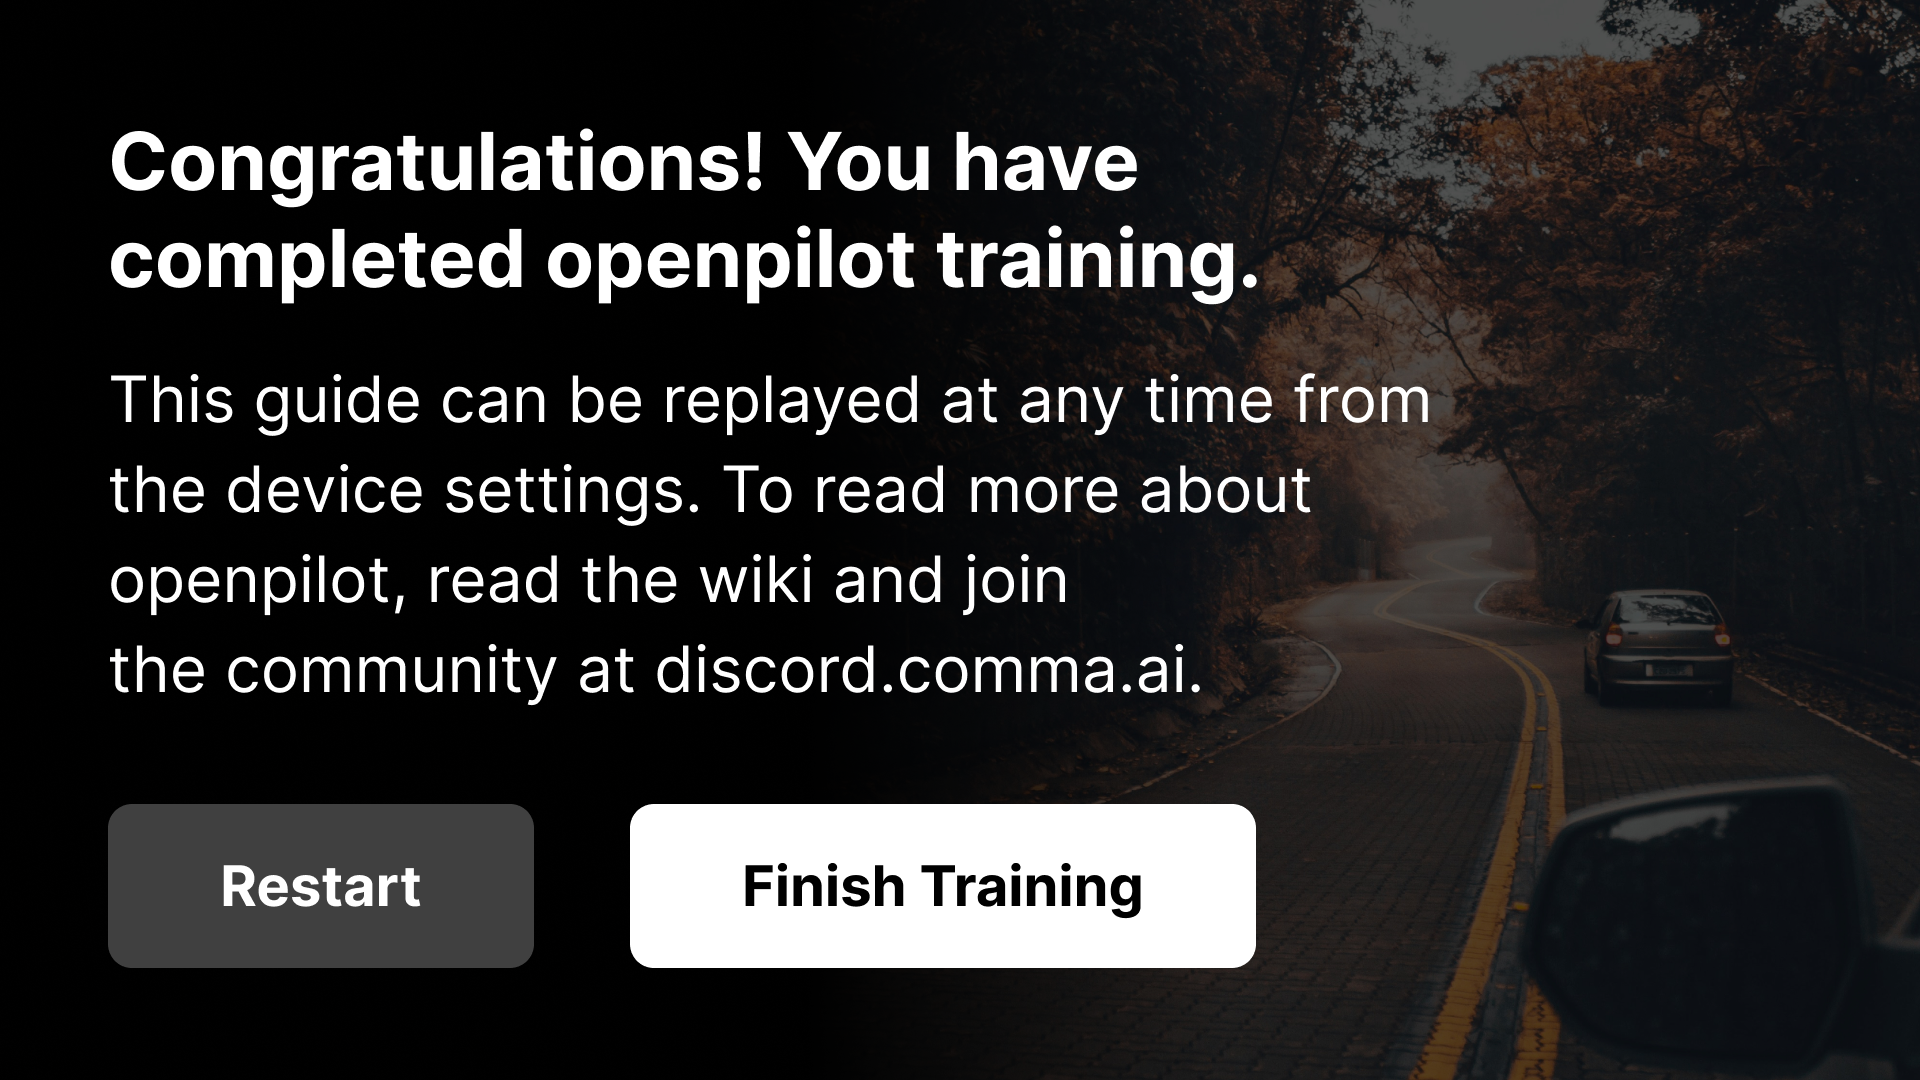 Congratulations! You have
completed openpilot training.
This guide can be replayed at any time from
the device settings. To read more about
openpilot, read the wiki and join
the community at discord.comma.ai.
Restart
Finish Training